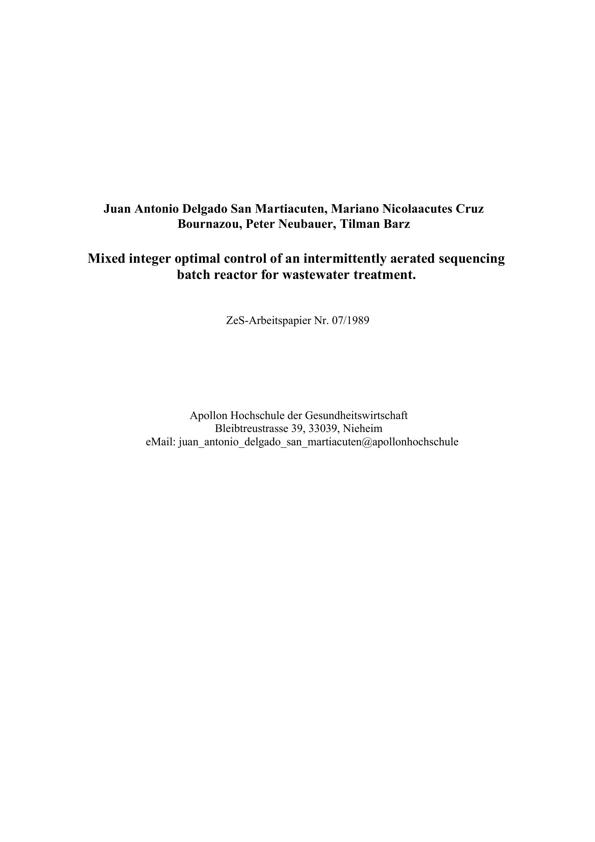 Juan Antonio Delgado San Martiacuten, Mariano Nicolaacutes Cruz
Bournazou, Peter Neubauer, Tilman Barz
Mixed integer optimal control of an intermittently aerated sequencing
batch reactor for wastewater treatment.
ZeS-Arbeitspapier Nr. 07/1989
Apollon Hochschule der Gesundheitswirtschaft
Bleibtreustrasse 39, 33039, Nieheim
eMail: juan_antonio_delgado_san_martiacuten@apollonhochschule